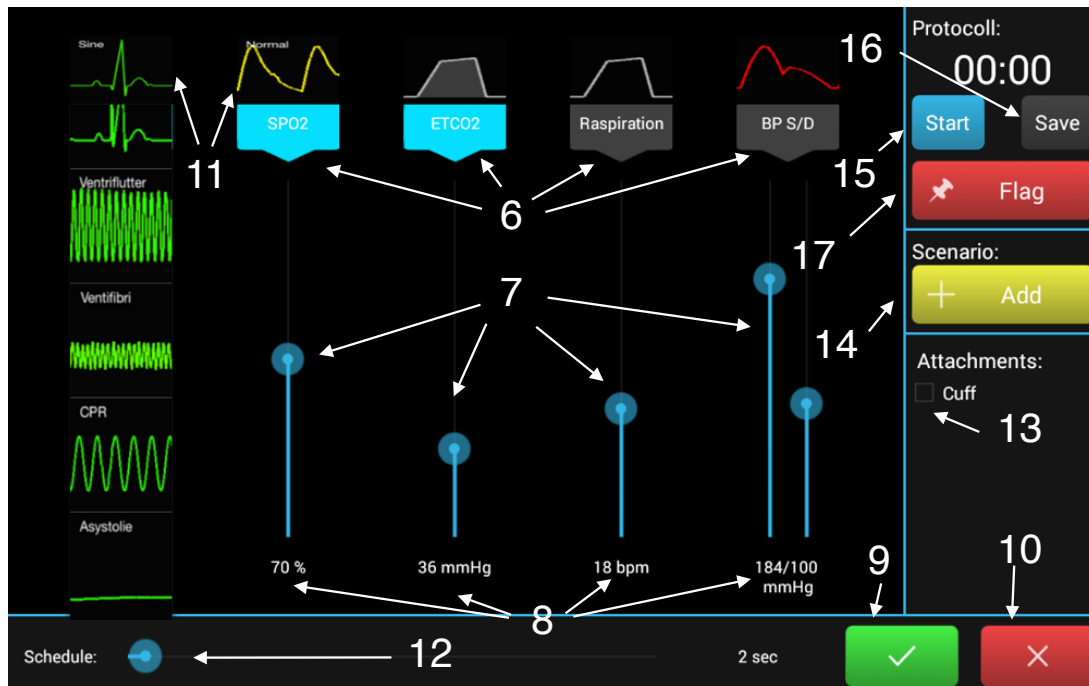 Sine
Normal
SPO2
ETCO2
Raspiration
BP S/D
Ventriflutter
Ventifibri
CPR
Asystolie
11
6
7
8
70 %
36 mmHg
18 bpm
184/100
mmHg
Protocoll:
16
00:00
Start
Save
15
Flag
17
Scenario:
Add
14
Attachments:
Cuff
13
9
10
Schedule:
12
2 sec